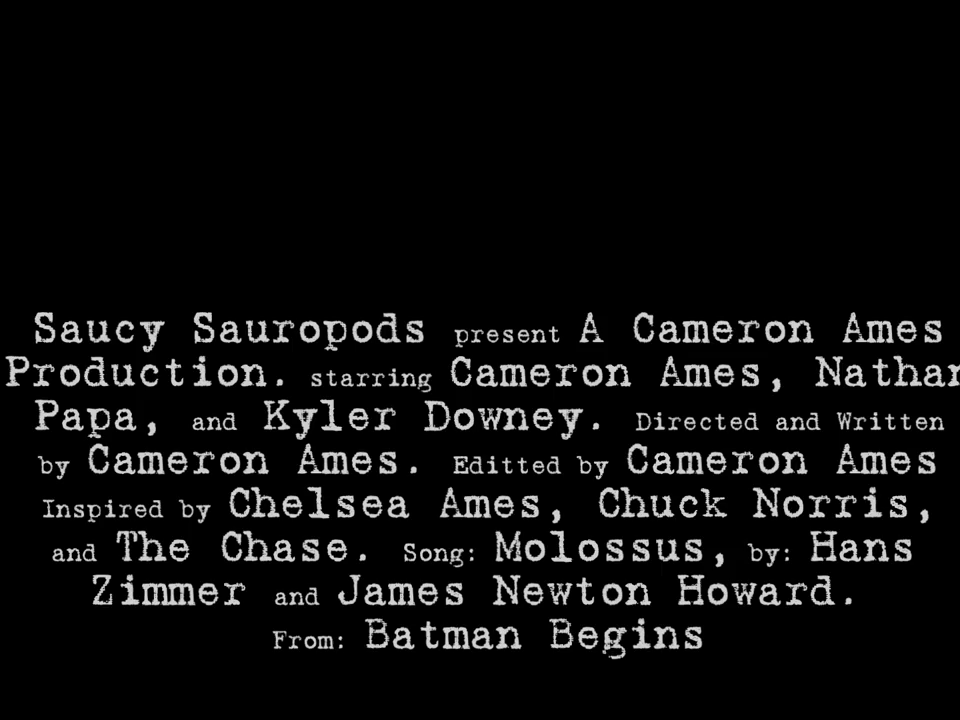 Saucy Sauropods present A Cameron Ames
Production. starring Cameron Ames, Nathan
Papa, and Kyler Downey. Directed and Written
by Cameron Ames. Editted by Cameron Ames
Inspired by Chelsea Ames, Chuck Norris,
and The Chase. Song: Molossus, by: Hans
Zimmer and James Newton Howard.
From: Batman Begins